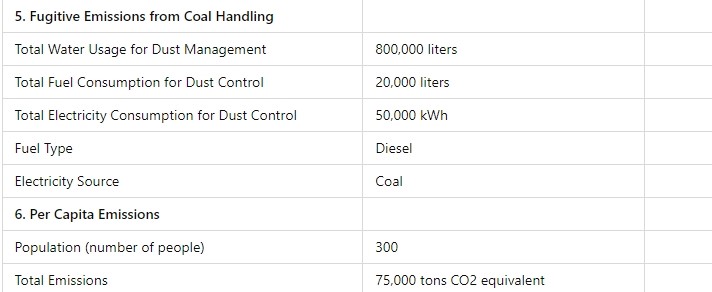 5. Fugitive Emissions from Coal Handling
Total Water Usage for Dust Management 800,000 liters
Total Fuel Consumption for Dust Control 20,000 liters
Total Electricity Consumption for Dust Control 50,000 kWh
Fuel Type Diesel
Electricity Source Coal
6. Per Capita Emissions
Population (number of people) 300
Total Emissions 75,000 tons CO2 equivalent